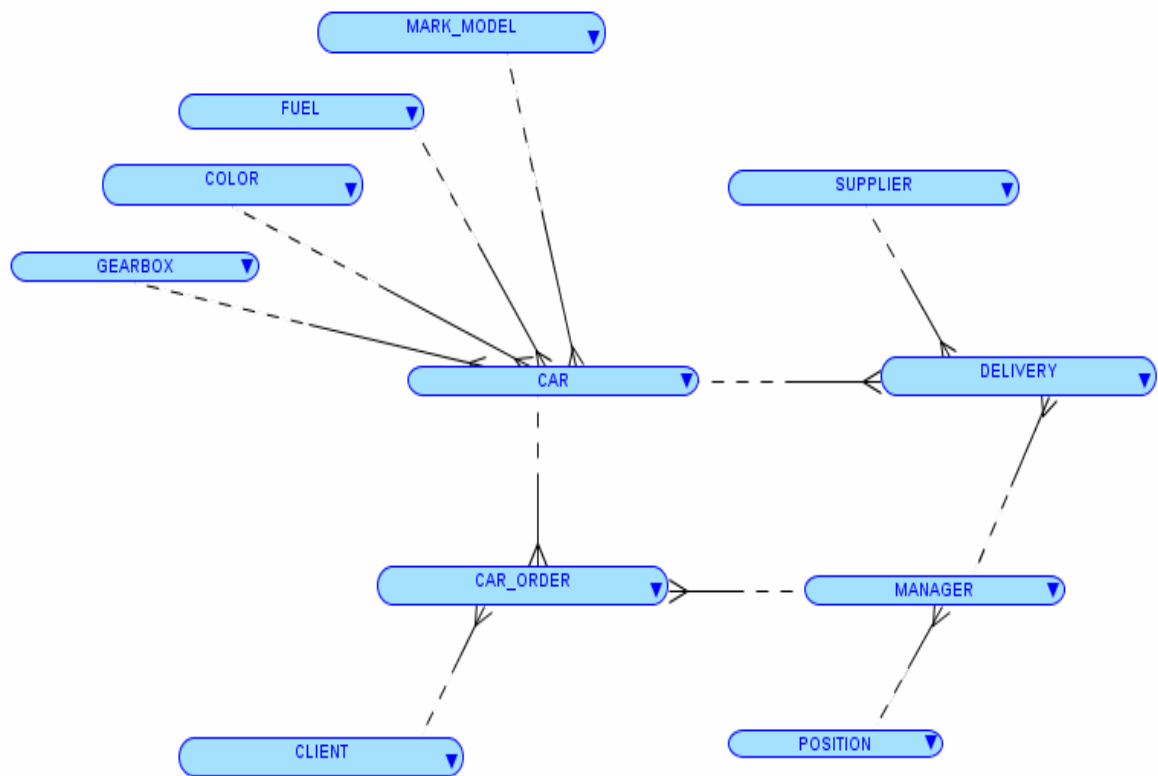 MARK_MODEL
FUEL
COLOR
SUPPLIER
GEARBOX
CAR
DELIVERY
CAR_ORDER
MANAGER
CLIENT
POSITION